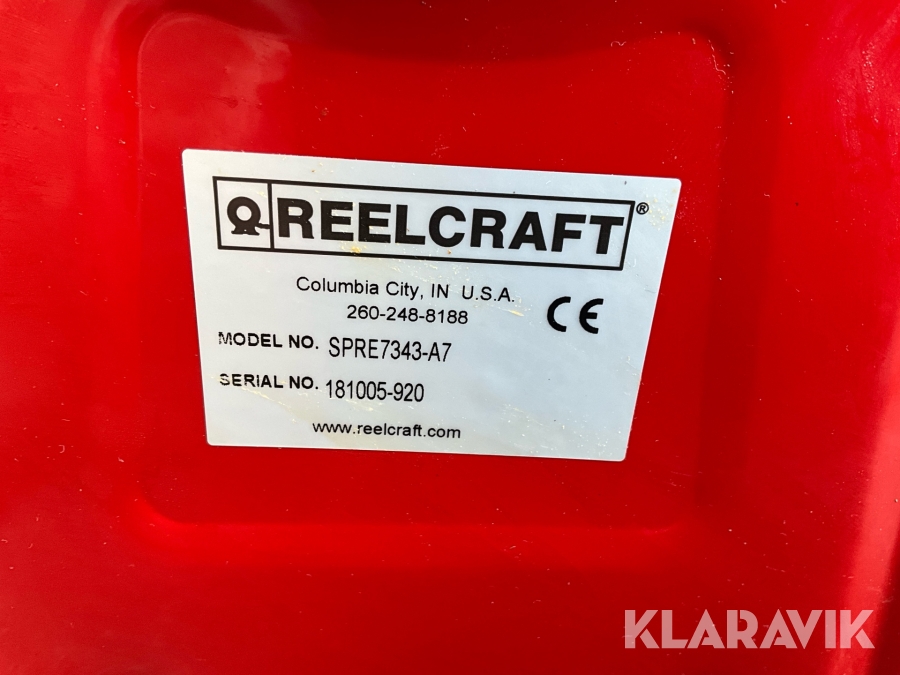 REELCRAFT®
Columbia City, IN U.S.A.
260-248-8188
CE
MODEL NO. SPRE7343-A7
SERIAL NO. 181005-920
www.reelcraft.com
KLARAVIK